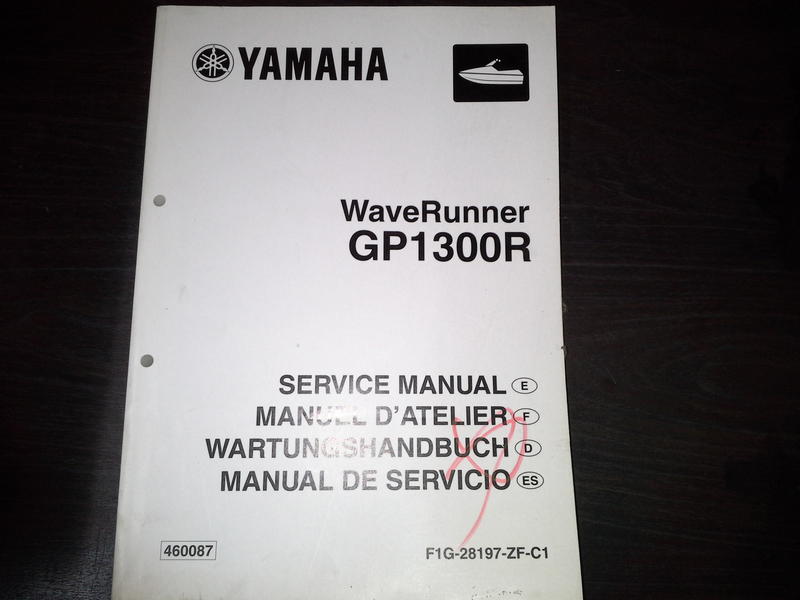 YAMAHA
WaveRunner
GP1300R
SERVICE MANUAL E
MANUEL D'ATELIER F
WARTUNGSHANDBUCH D
MANUAL DE SERVICIO ES
460087
F1G-28197-ZF-C1